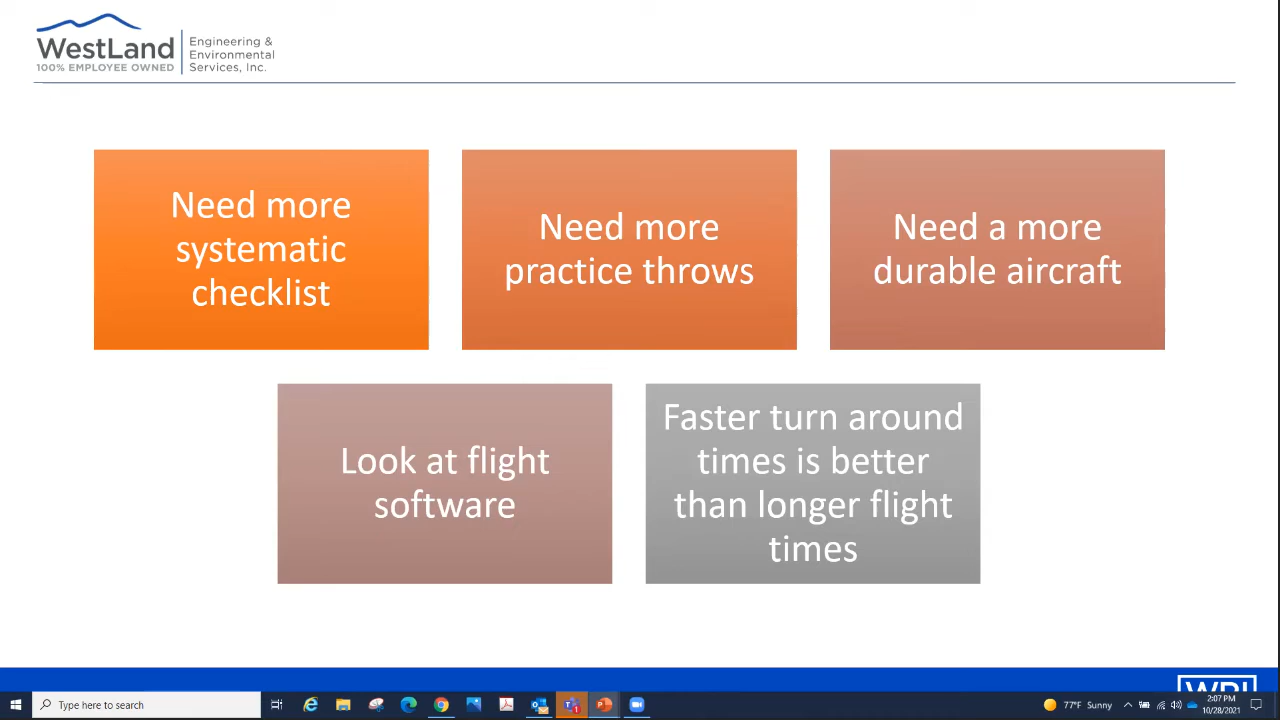 WestLand
100% EMPLOYEE OWNED
Engineering &
Environmental
Services, Inc.
Need more
systematic
checklist
Need more
practice throws
Need a more
durable aircraft
Look at flight
software
Faster turn around
times is better
than longer flight
times
Type here to search
77°F Sunny
2:07 PM
10/28/2021